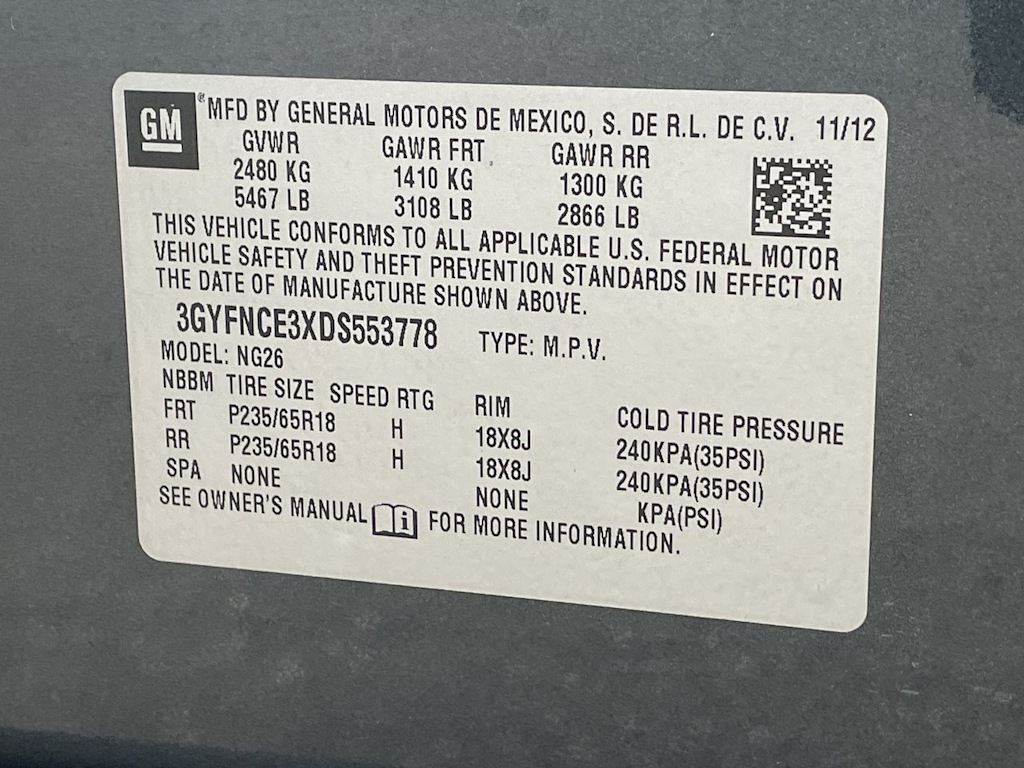 GM ® MFD BY GENERAL MOTORS DE MEXICO, S. DE R.L. DE C.V. 11/12
GVWR GAWR FRT. GAWR RR
2480 KG 1410 KG 1300 KG
5467 LB 3108 LB 2866 LB
THIS VEHICLE CONFORMS TO ALL APPLICABLE U.S. FEDERAL MOTOR
VEHICLE SAFETY AND THEFT PREVENTION STANDARDS IN EFFECT ON
THE DATE OF MANUFACTURE SHOWN ABOVE.
3GYFNCE3XDS553778 TYPE: M.P.V.
MODEL: NG26
NBBM TIRE SIZE SPEED RTG RIM COLD TIRE PRESSURE
FRT P235/65R18 H 18X8J 240KPA(35PSI)
RR P235/65R18 H 18X8J 240KPA(35PSI)
SPA NONE NONE KPA(PSI)
SEE OWNER'S MANUAL i FOR MORE INFORMATION.